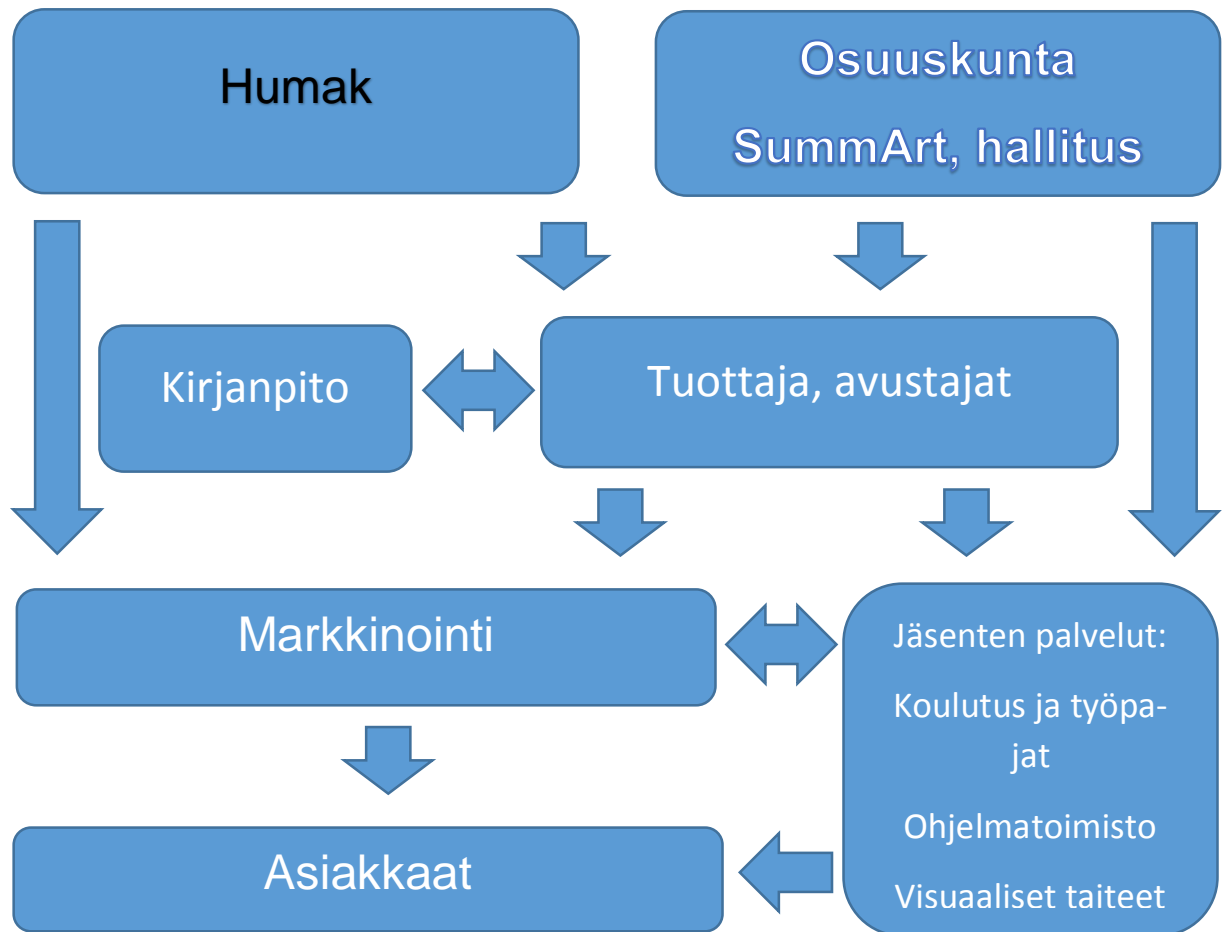 Humak
Osuuskunta
SummArt, hallitus
Kirjanpito
Tuottaja, avustajat
Markkinointi
Jäsenten palvelut:
Koulutus ja työpa-
jat
Ohjelmatoimisto
Visuaaliset taiteet
Asiakkaat